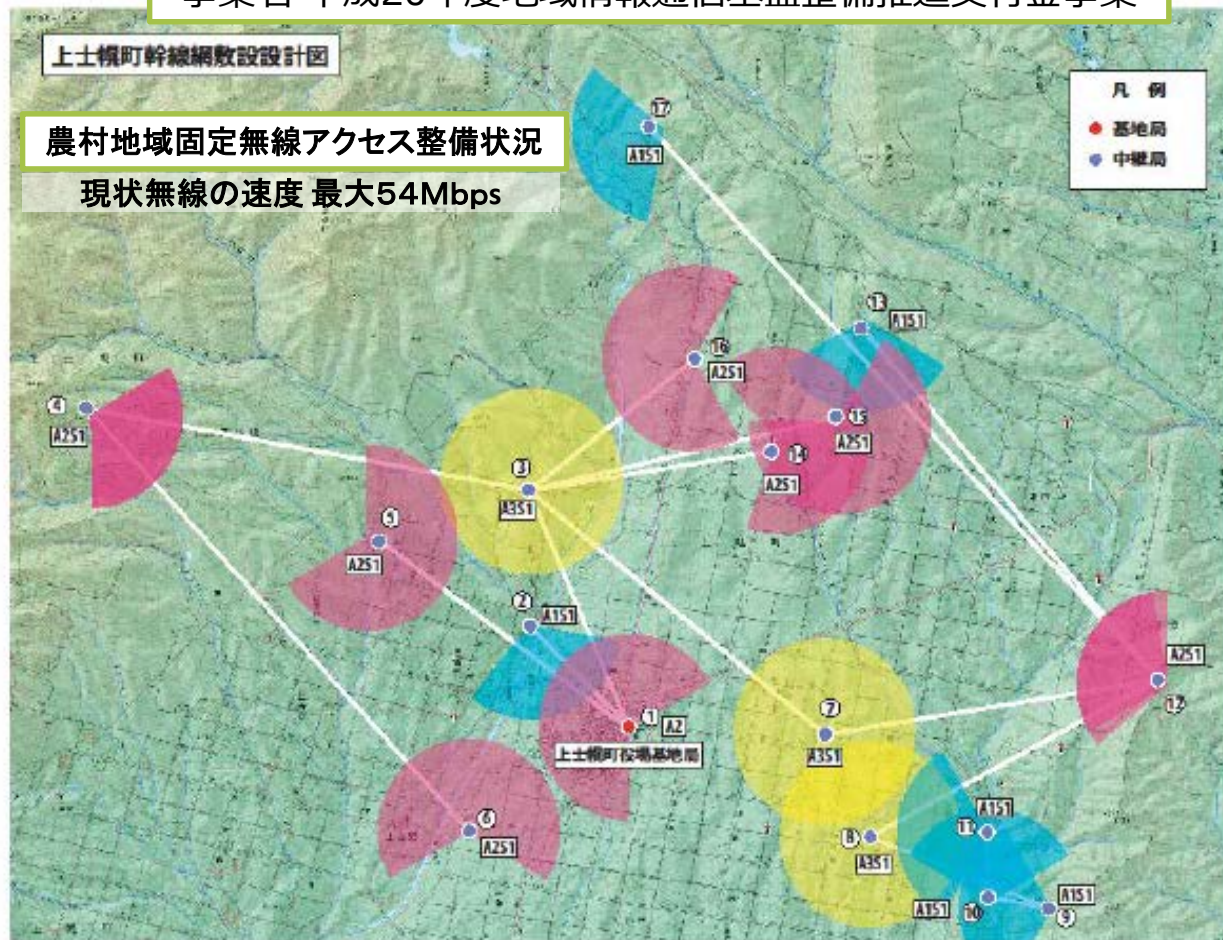 上士幌町幹線網敷設設計図
農村地域固定無線アクセス整備状況
現状無線の速度 最大54Mbps
凡 例
基地局
中継局
⑰
A1S1
⑬
A1S1
⑯
A2S1
④
A2S1
⑮
A2S1
⑭
A2S1
③
A3S1
⑤
A2S1
②
A1S1
A2S1
⑫
① A2
上士幌町役場基地局
⑦
A3S1
⑥
A2S1
⑧
A3S1
A1S1
⑪
A1S1
⑩
A1S1
⑨